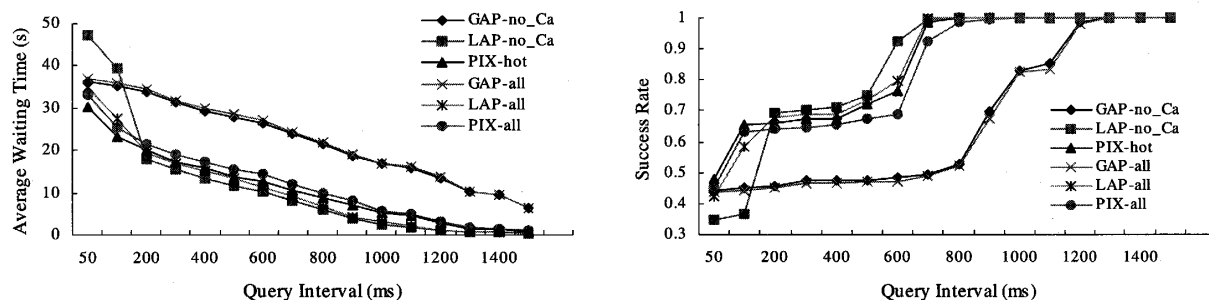 Average Waiting Time (s)
50
40
30
20
10
0
50
200
400
600
800
1000
1200
1400
Query Interval (ms)
GAP-no_Ca
LAP-no_Ca
PIX-hot
GAP-all
LAP-all
PIX-all
Success Rate
1
0.9
0.8
0.7
0.6
0.5
0.4
0.3
50
200
400
600
800
1000
1200
1400
Query Interval (ms)
GAP-no_Ca
LAP-no_Ca
PIX-hot
GAP-all
LAP-all
PIX-all